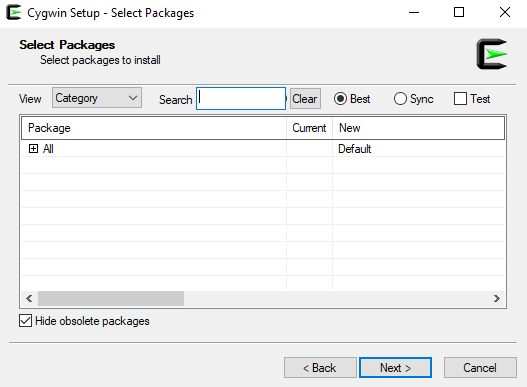 Cygwin Setup - Select Packages
Select Packages
Select packages to install
View Category Search Clear Best Sync Test
Package Current New
All Default
Hide obsolete packages
< Back Next > Cancel